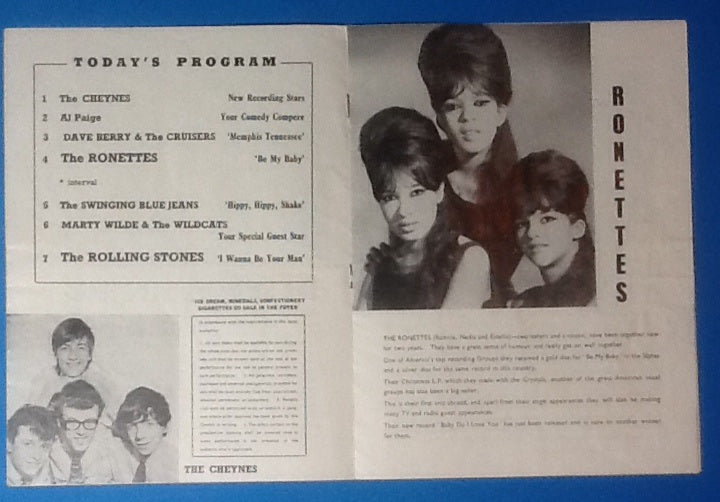 TODAY'S PROGRAM
1 The CHEYNES New Recording Stars
2 Al Paige Your Comedy Compere
3 DAVE BERRY & The CRUISERS 'Memphis Tennessee'
4 The RONETTES 'Be My Baby'
* interval
5 The SWINGING BLUE JEANS 'Hippy, Hippy, Shake'
6 MARTY WILDE & The WILDCATS
Your Special Guest Star
7 The ROLLING STONES 'I Wanna Be Your Man'
ICE CREAM, MINERALS, CONFECTIONERY
CIGARETTES ON SALE IN THE FOYER
THE CHEYNES
RONETTES
THE RONETTES (Ronnie, Nedra and Estelle)—two sisters and a cousin, have been together now
for two years. They have a great sense of humour and really get on well together.
One of America's top recording Groups they received a gold disc for 'Be My Baby' in the States
and a silver disc for the same record in this country.
Their Christmas L.P. which they made with the Crystals, another of the great American vocal
groups has also been a big seller.
This is their first trip abroad, and apart from their stage appearances they will also be making
many TV and radio guest appearances.
Their new record 'Baby Do I Love You' has just been released and is sure to another winner
for them.